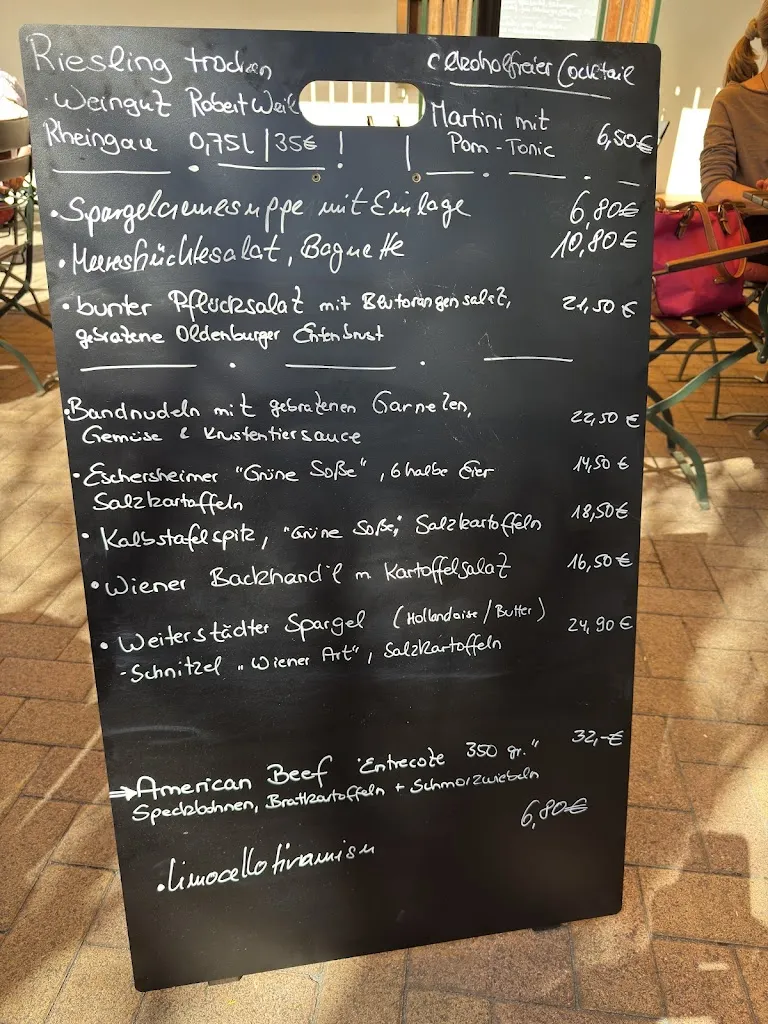 Riesling trocken
Weingut Robert Weil
Rheingau 0,75l | 35€ !
alkoholfreier Cocktail
! Martini mit
Pom-Tonic 6,50€
• Spargelcremesuppe mit Einlage 6,80€
• Meeresfrüchtesalat, Baguette 10,80€
• bunter Pflücksalat mit Blutorangensalat, 21,50€
gebratene Oldenburger Entenbrust
• Bandnudeln mit gebratenen Garnelen, 22,50€
Gemüse & Krustentiersauce
• Eschersheimer "Grüne Soße", 6 halbe Eier 14,50€
Salzkartoffeln
• Kalbstafelspitz, "Grüne Soße", Salzkartoffeln 18,50€
• Wiener Backhand'l m Kartoffelsalat 16,50€
• Weiterstädter Spargel (Hollandaise/Butter) 24,90€
-Schnitzel "Wiener Art", Salzkartoffeln
⇒ American Beef "Entrecote 350 gr." 32,-€
Speckbohnen, Bratkartoffeln + Schmorzwiebeln
• Limocello tiramisu 6,80€